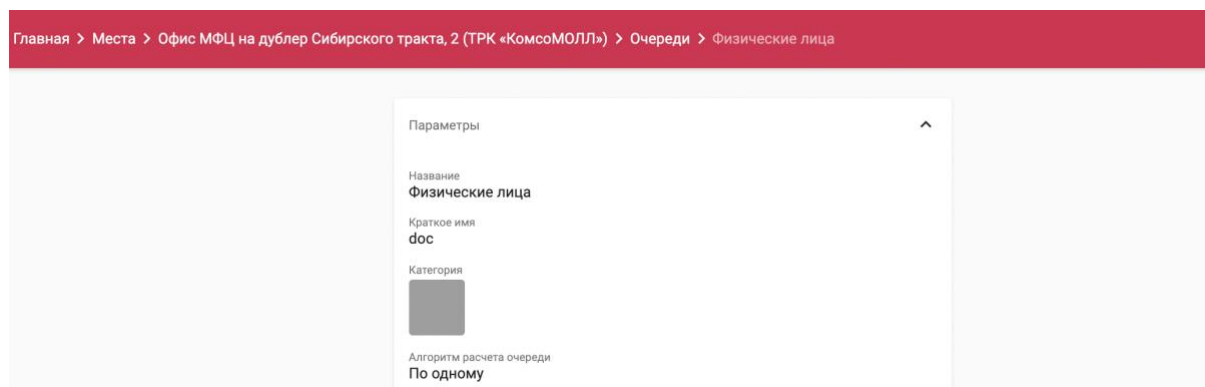 Главная > Места > Офис МФЦ на дублер Сибирского тракта, 2 (ТРК «КомсоМОЛЛ») > Очереди > Физические лица
Параметры
Название
Физические лица
Краткое имя
doc
Категория
Алгоритм расчета очереди
По одному